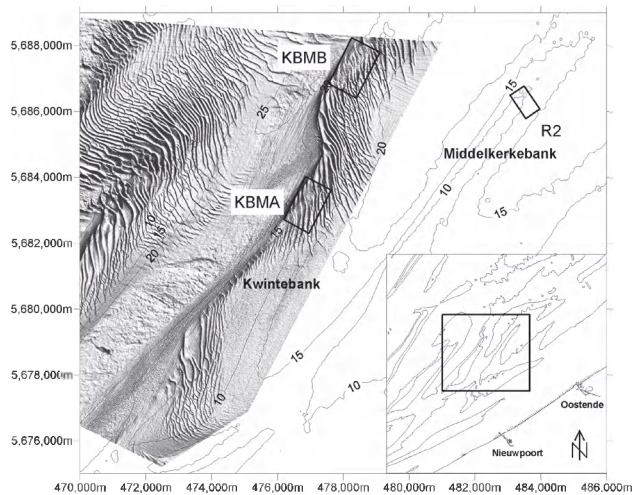 5,688,000m
5,686,000m
5,684,000m
5,682,000m
5,680,000m
5,678,000m
5,676,000m
KBMB
25
20
15
R2
Middelkerkebank
10
15
KBMA
15
10
15
20
Kwintebank
15
10
10
Oostende
Nieuwpoort
N
470,000m 472,000m 474,000m 476,000m 478,000m 480,000m 482,000m 484,000m 486,000m